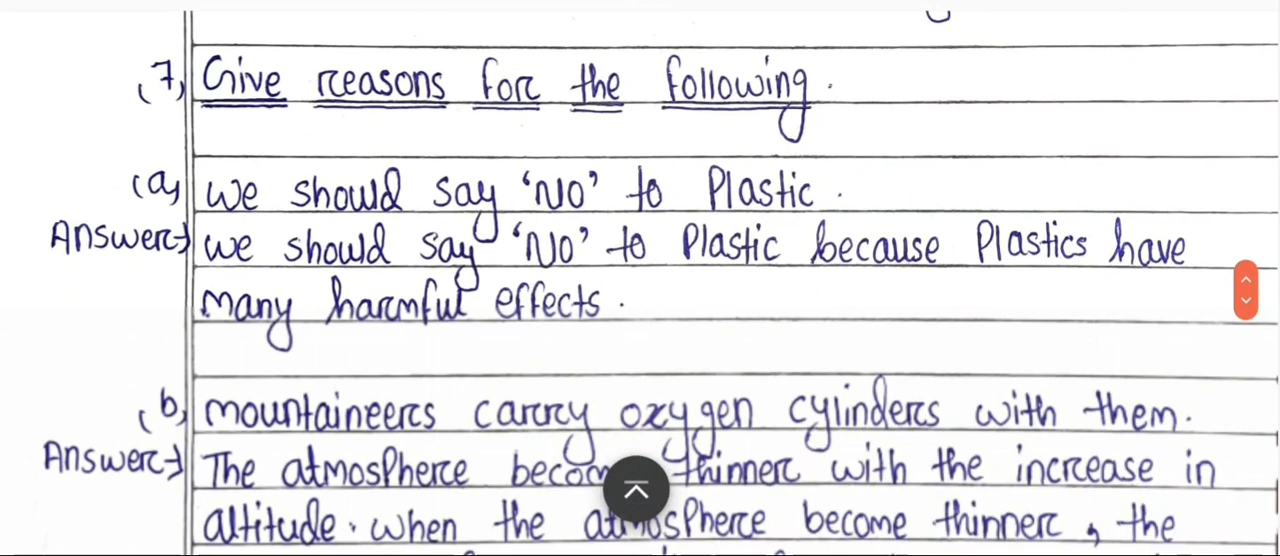 (7) Give reasons for the following.
(a) we should say 'NO' to Plastic.
Answer→ we should say 'NO' to Plastic because Plastics have
many harmful effects.
(b) mountaineers carry oxygen cylinders with them.
Answer→ The atmosphere thinner with the increase in
altitude. when the atmosphere become thinner, the